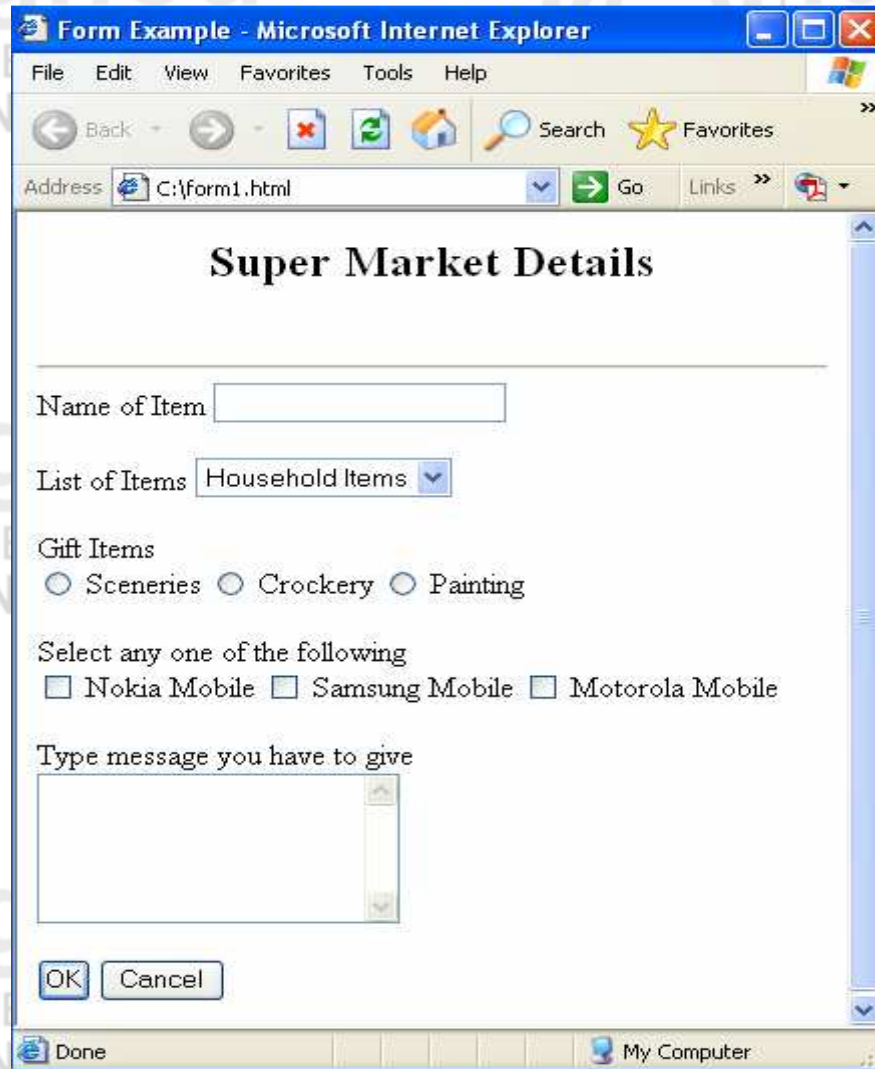 Form Example - Microsoft Internet Explorer
File Edit View Favorites Tools Help
Back Search Favorites
Address C:\form1.html Go Links
Super Market Details
Name of Item
List of Items Household Items
Gift Items
Sceneries Crockery Painting
Select any one of the following
Nokia Mobile Samsung Mobile Motorola Mobile
Type message you have to give
OK Cancel
Done My Computer